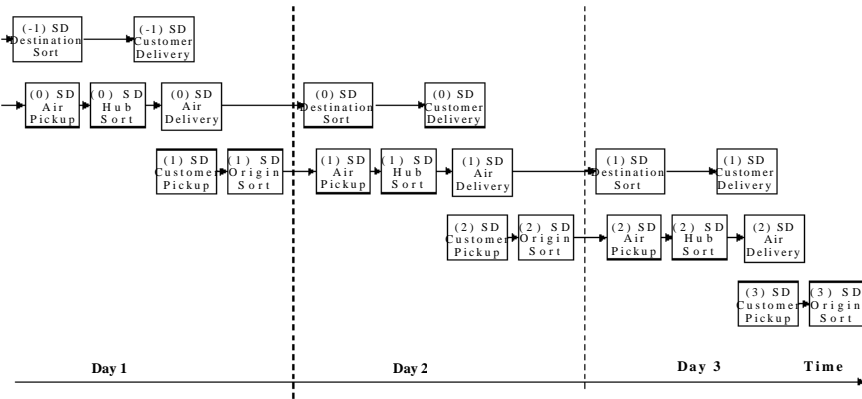 (-1) SD
Destination
Sort
(-1) SD
Customer
Delivery
(0) SD
Air
Pickup
(0) SD
Hub
Sort
(0) SD
Air
Delivery
(0) SD
Destination
Sort
(0) SD
Customer
Delivery
(1) SD
Customer
Pickup
(1) SD
Origin
Sort
(1) SD
Air
Pickup
(1) SD
Hub
Sort
(1) SD
Air
Delivery
(1) SD
Destination
Sort
(1) SD
Customer
Delivery
(2) SD
Customer
Pickup
(2) SD
Origin
Sort
(2) SD
Air
Pickup
(2) SD
Hub
Sort
(2) SD
Air
Delivery
(3) SD
Customer
Pickup
(3) SD
Origin
Sort
Day 1
Day 2
Day 3
Time